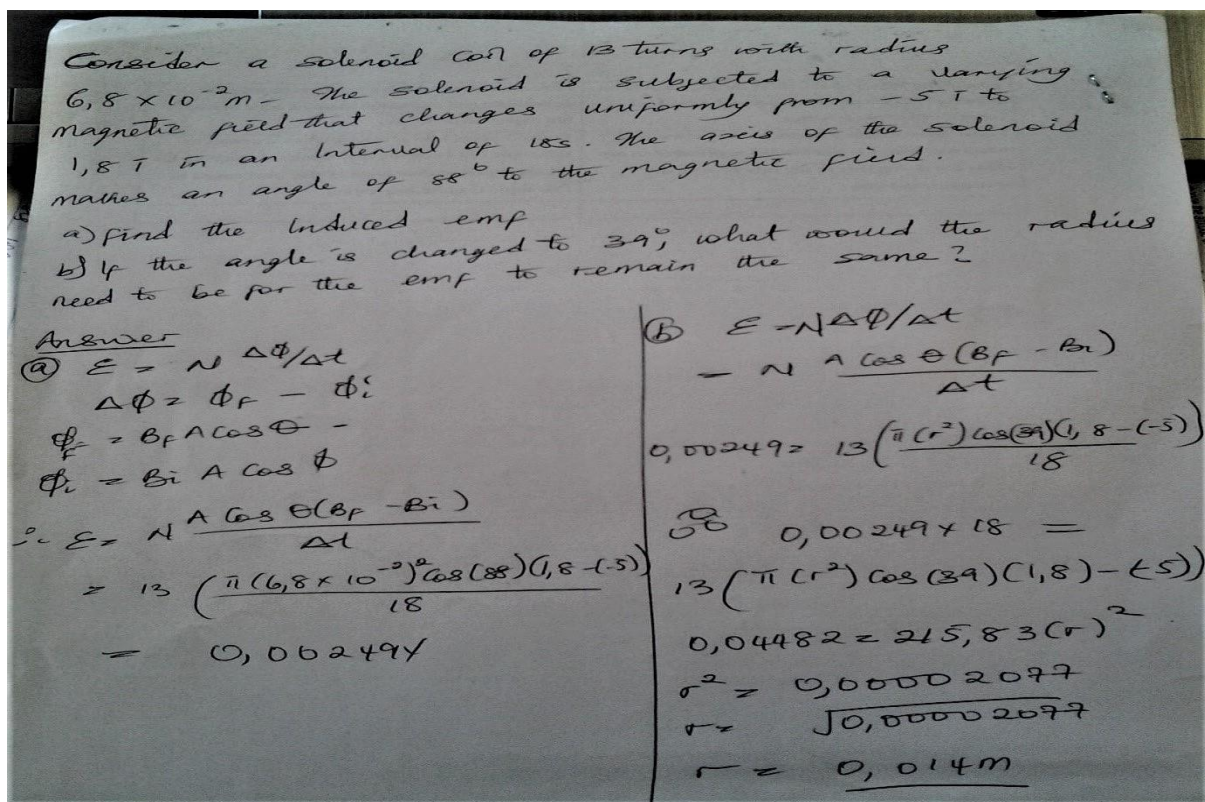 Consider a solenoid coil of 13 turns with radius
6,8 × 10⁻²m. The solenoid is subjected to a varying
magnetic field that changes uniformly from -5T to
1,8T in an interval of 18s. The axis of the solenoid
makes an angle of 88° to the magnetic field.
a) Find the Induced emf
b) If the angle is changed to 39°, what would the radius
need to be for the emf to remain the same?
Answer
(a) ε = N ΔΦ/Δt
ΔΦ = Φf - Φi
Φf = Bf A cos θ -
Φi = Bi A cos Φ
∴ ε = N A Cos θ(Bf - Bi) / Δt
= 13 (π(6,8 × 10⁻²)² cos(88)(1,8-(-5)) / 18
= 0,00249V
(b) ε = NΔΦ/Δt
= N A cos θ (Bf - Bi) / Δt
0,00249 = 13 (π(r²) cos(39)(1,8-(-5)) / 18
0,00249 × 18 =
13 (π(r²) cos(39)(1,8)-(-5))
0,04482 = 215,83(r)²
r² = 0,00002077
r = √0,00002077
r = 0,014m